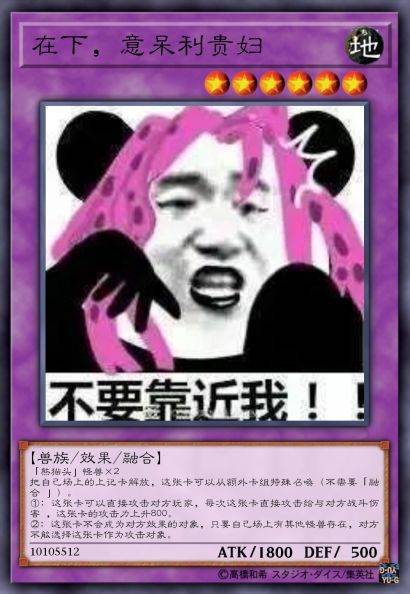 在下，意呆利贵妇
地
不要靠近我！！
【兽族/效果/融合】
「熊猫头」怪兽×2
把自己场上的上记卡解放，这张卡可以从额外卡组特殊召唤（不需要「融
合」）。
①：这张卡可以直接攻击对方玩家，每次这张卡直接攻击给与对方战斗伤
害，这张卡的攻击力上升800。
②：这张卡不会成为对方效果的对象，只要自己场上有其他怪兽存在，对方
不能选择这张卡作为攻击对象。
ATK/1800 DEF/ 500
10105512
©高橋和希 スタジオ・ダイス/集英社